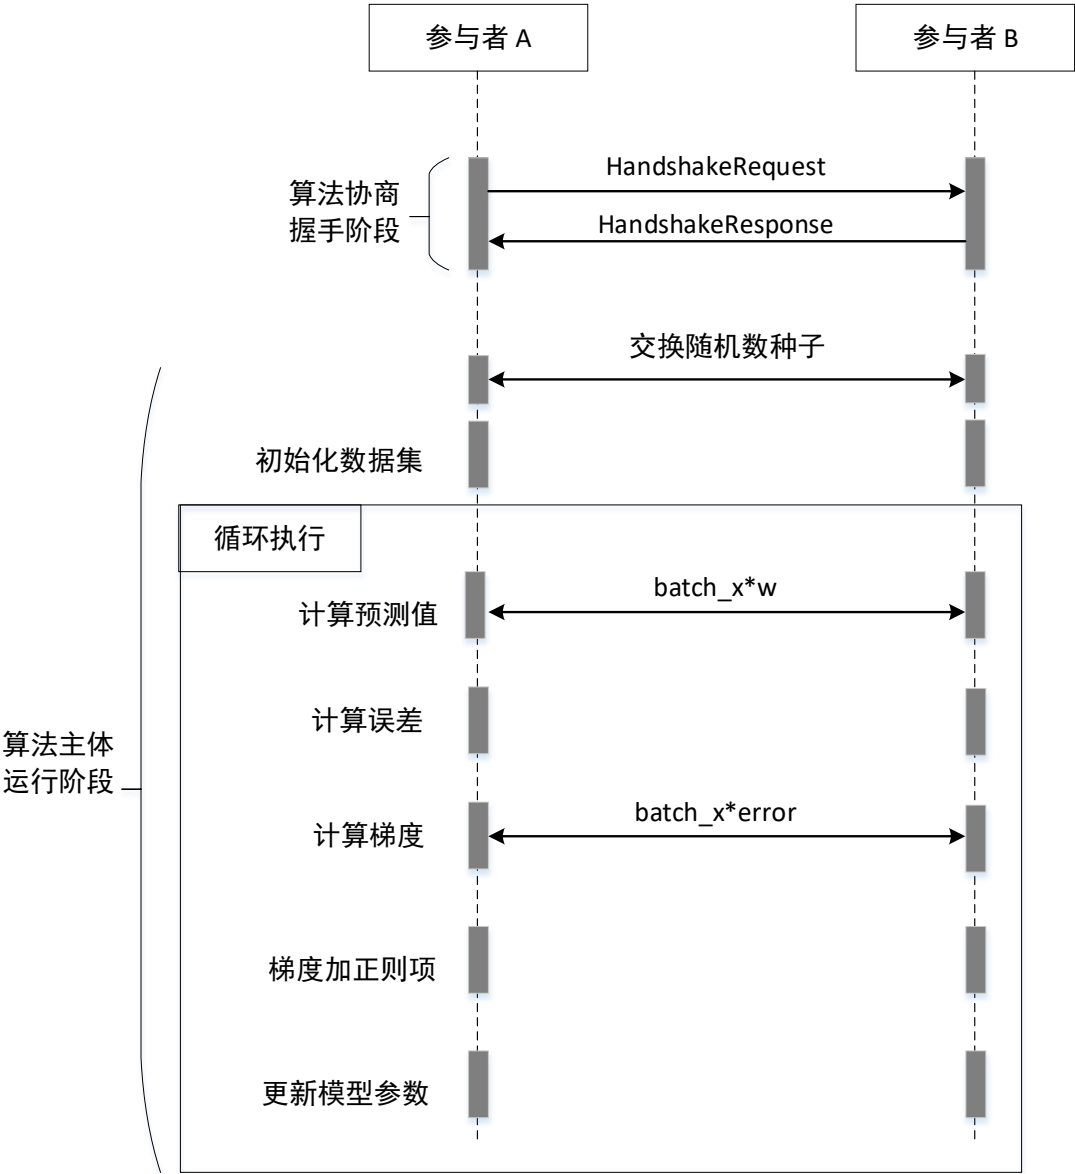 参与者 A
参与者 B
HandshakeRequest
算法协商
握手阶段
HandshakeResponse
交换随机数种子
初始化数据集
循环执行
batch_x*w
计算预测值
计算误差
算法主体
运行阶段
batch_x*error
计算梯度
梯度加正则项
更新模型参数